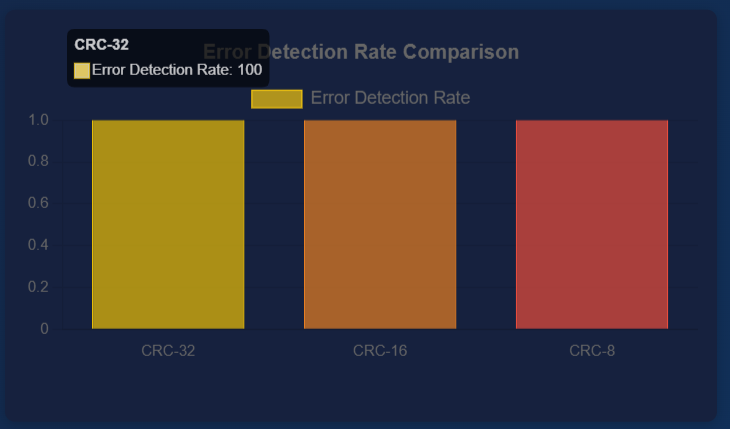 CRC-32
Error Detection Rate: 100
Error Detection Rate Comparison
Error Detection Rate
1.0
0.8
0.6
0.4
0.2
0
CRC-32 CRC-16 CRC-8